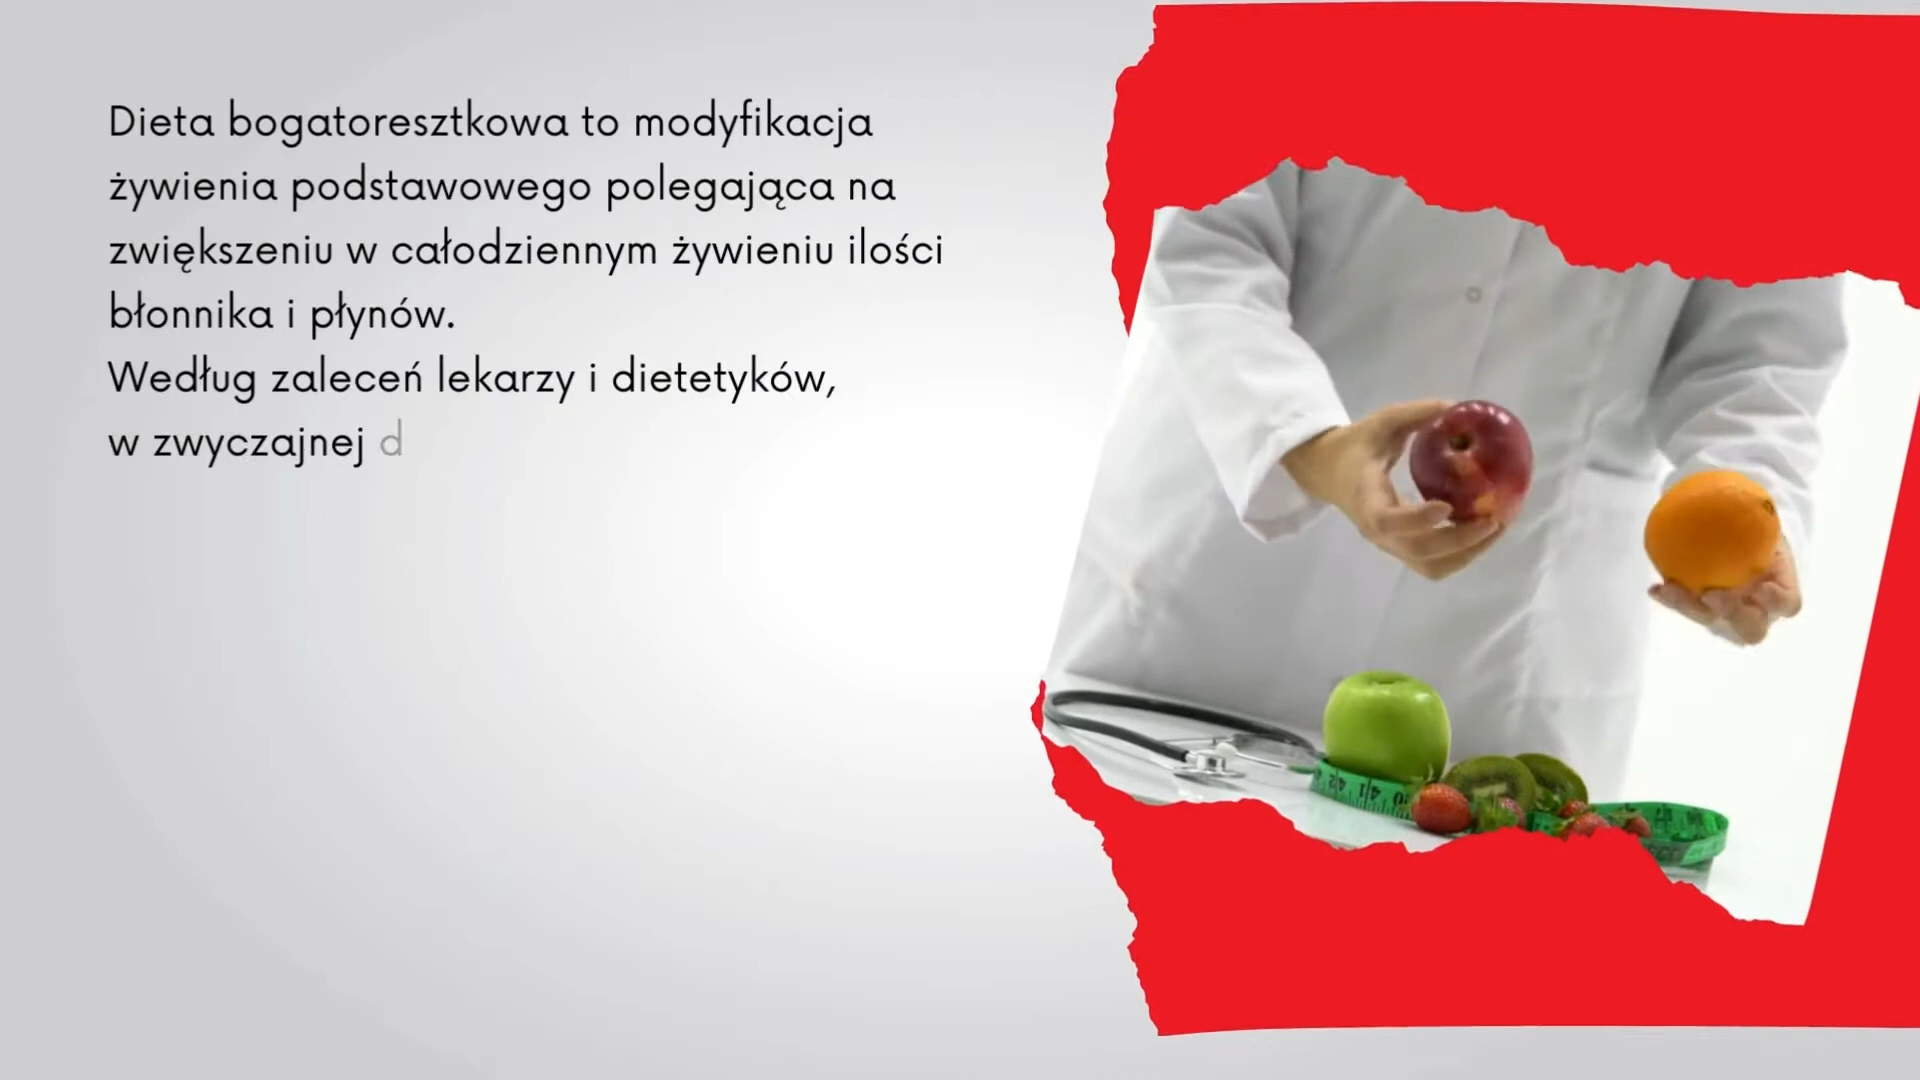 Dieta bogatoresztkowa to modyfikacja
żywienia podstawowego polegająca na
zwiększeniu w całodziennym żywieniu ilości
błonnika i płynów.
Według zaleceń lekarzy i dietetyków,
w zwyczajnej d